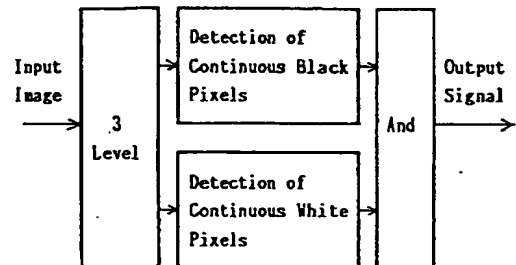 Input
Image
3
Level
Detection of
Continuous Black
Pixels
Detection of
Continuous White
Pixels
And
Output
Signal